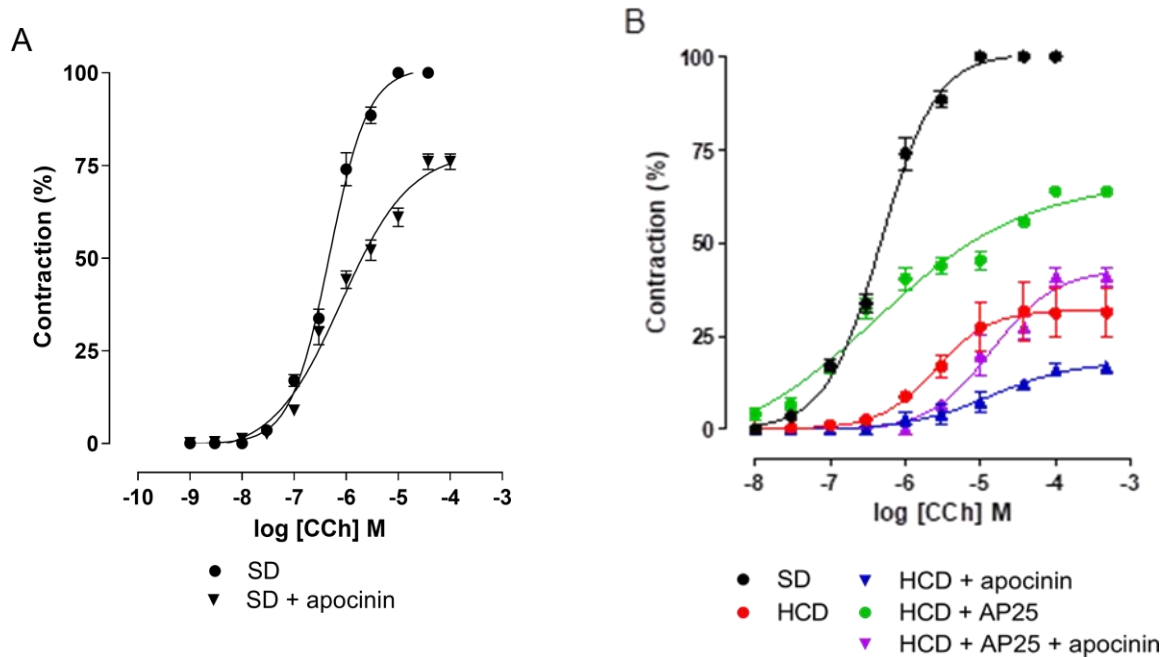 A
Contraction (%)
100
75
50
25
0
-10 -9 -8 -7 -6 -5 -4 -3
log [CCh] M
SD
SD + apocinin
B
Contraction (%)
100
75
50
25
0
-8 -7 -6 -5 -4 -3
log [CCh] M
SD
HCD
HCD + apocinin
HCD + AP25
HCD + AP25 + apocinin